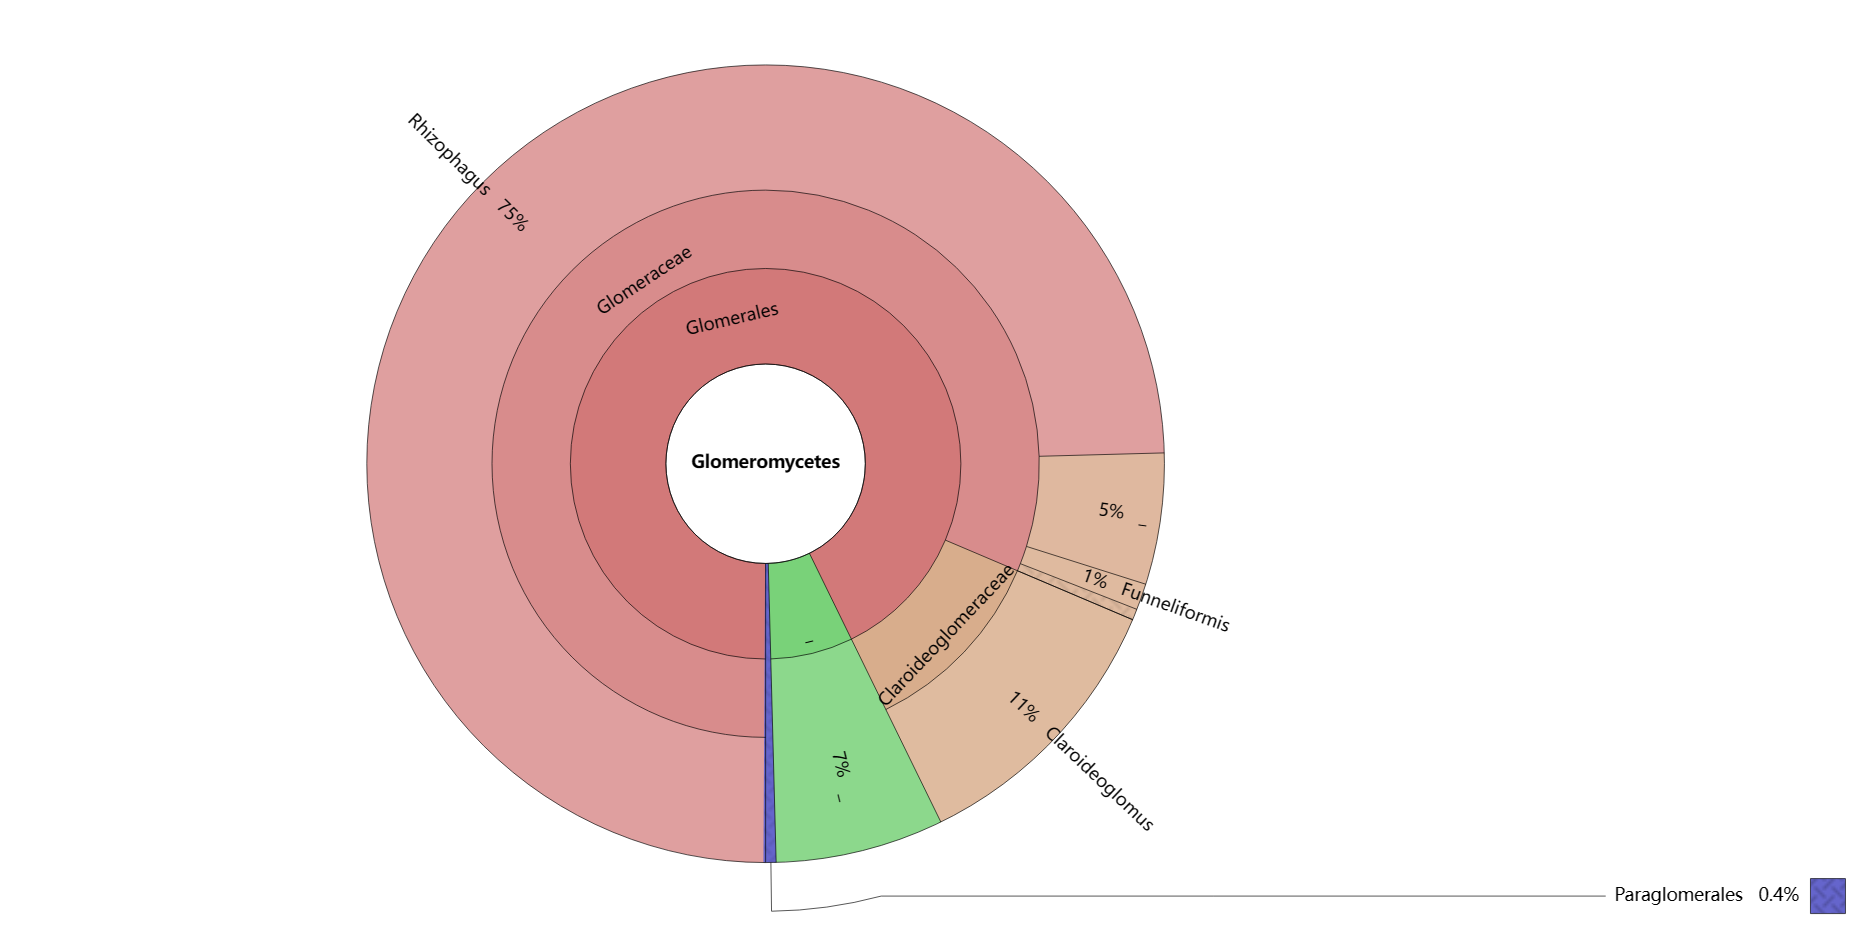 Rhizophagus 75%
Glomeraceae
Glomerales
Glomeromycetes
5% –
1% Funneliformis
Claroideoglomeraceae
–
11% Claroideoglomus
7% –
Paraglomerales 0.4%